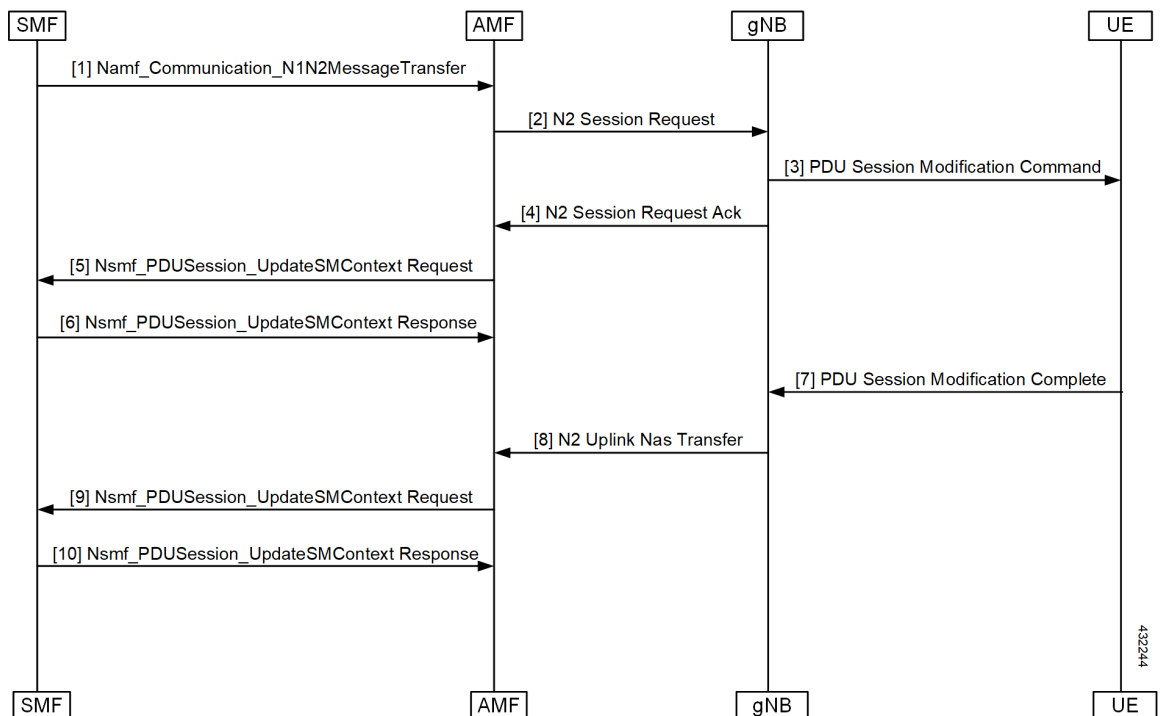 SMF AMF gNB UE
[1] Namf_Communication_N1N2MessageTransfer
[2] N2 Session Request
[3] PDU Session Modification Command
[4] N2 Session Request Ack
[5] Nsmf_PDUSession_UpdateSMContext Request
[6] Nsmf_PDUSession_UpdateSMContext Response
[7] PDU Session Modification Complete
[8] N2 Uplink Nas Transfer
[9] Nsmf_PDUSession_UpdateSMContext Request
[10] Nsmf_PDUSession_UpdateSMContext Response
432244
SMF AMF gNB UE